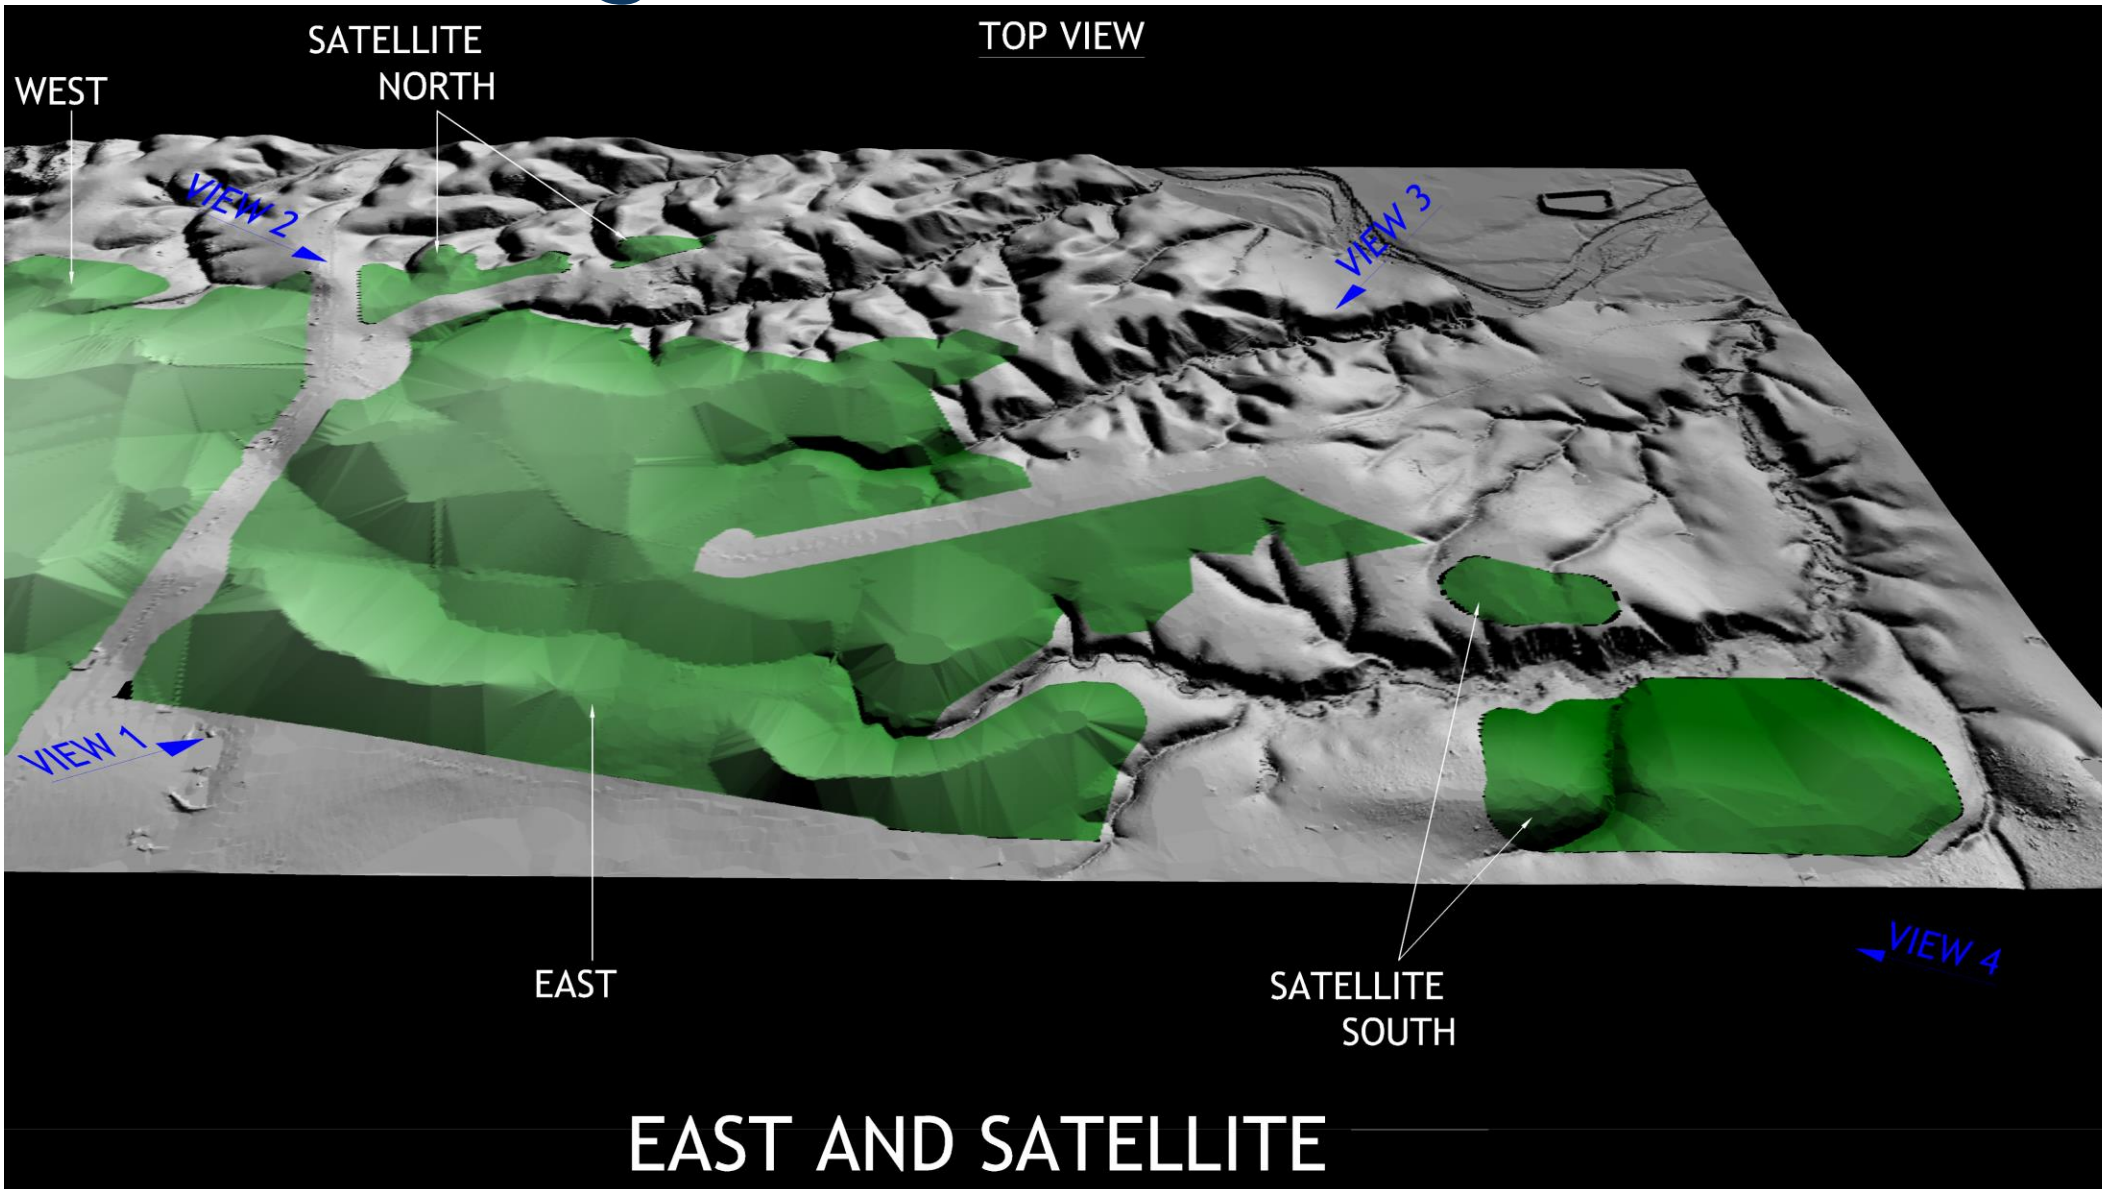 TOP VIEW
SATELLITE
NORTH
WEST
VIEW 2
VIEW 3
VIEW 1
EAST
SATELLITE
SOUTH
VIEW 4
EAST AND SATELLITE